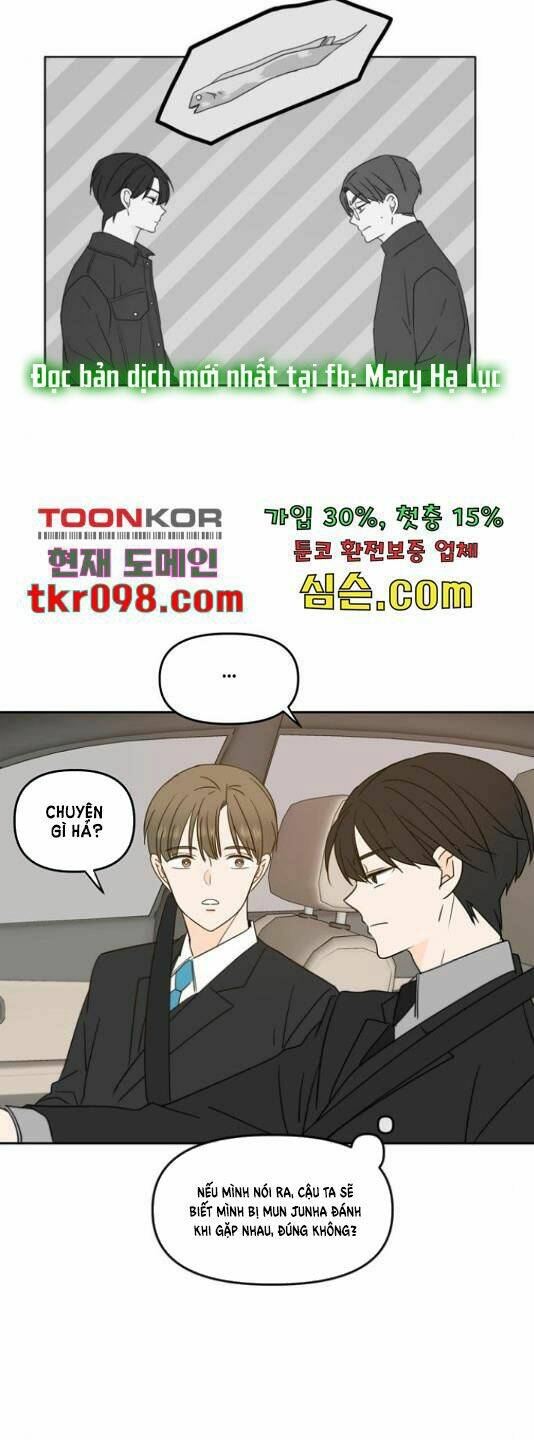 Đọc bản dịch mới nhất tại fb: Mary Hạ Lục
TOONKOR
현재 도메인
tkr098.com
가입 30%, 첫충 15%
툰코 환전보증 업체
심슨.com
...
CHUYỆN
GÌ HẢ?
NẾU MÌNH NÓI RA, CẬU TA SẼ
BIẾT MÌNH BỊ MUN JUNHA ĐÁNH
KHI GẶP NHAU, ĐÚNG KHÔNG?